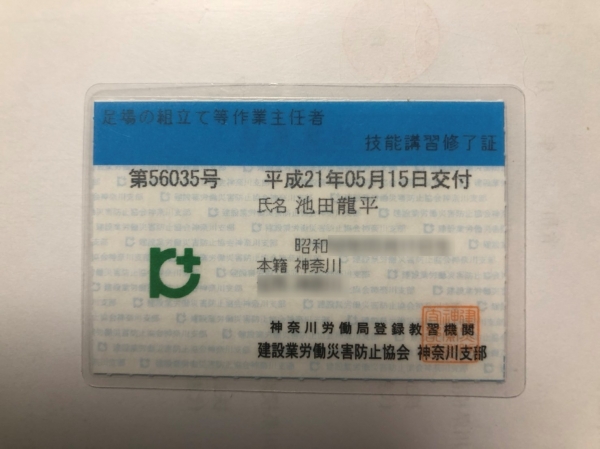 足場の組立て等作業主任者
技能講習修了証
第56035号 平成21年05月15日交付
氏名 池田龍平
昭和
本籍 神奈川
神奈川労働局登録教習機関
建設業労働災害防止協会 神奈川支部